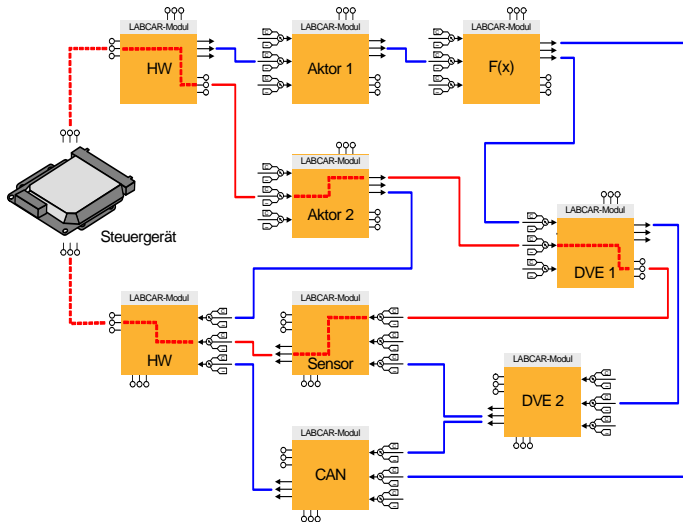 LABCAR-Modul
HW
LABCAR-Modul
Aktor 1
LABCAR-Modul
F(x)
LABCAR-Modul
Aktor 2
Steuergerät
LABCAR-Modul
DVE 1
LABCAR-Modul
HW
LABCAR-Modul
Sensor
LABCAR-Modul
DVE 2
LABCAR-Modul
CAN